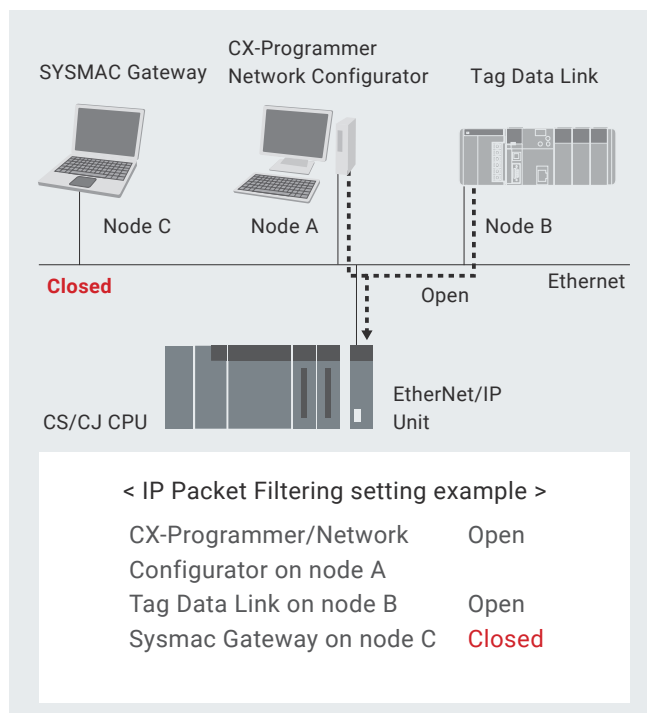 SYSMAC Gateway
CX-Programmer
Network Configurator
Tag Data Link
Node C
Node A
Node B
Closed
Open
Ethernet
CS/CJ CPU
EtherNet/IP
Unit
< IP Packet Filtering setting example >
CX-Programmer/Network Open
Configurator on node A
Tag Data Link on node B Open
Sysmac Gateway on node C Closed